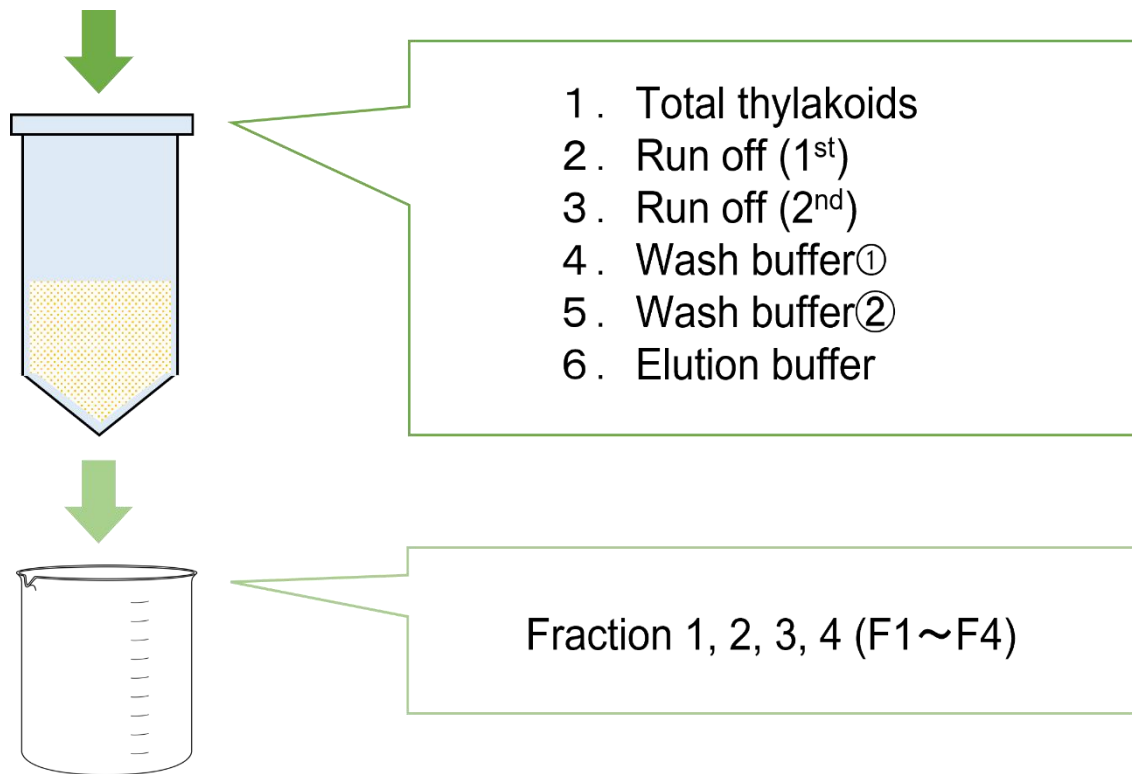 １. Total thylakoids
２. Run off (1st)
３. Run off (2nd)
４. Wash buffer①
５. Wash buffer②
６. Elution buffer
Fraction 1, 2, 3, 4 (F1～F4)